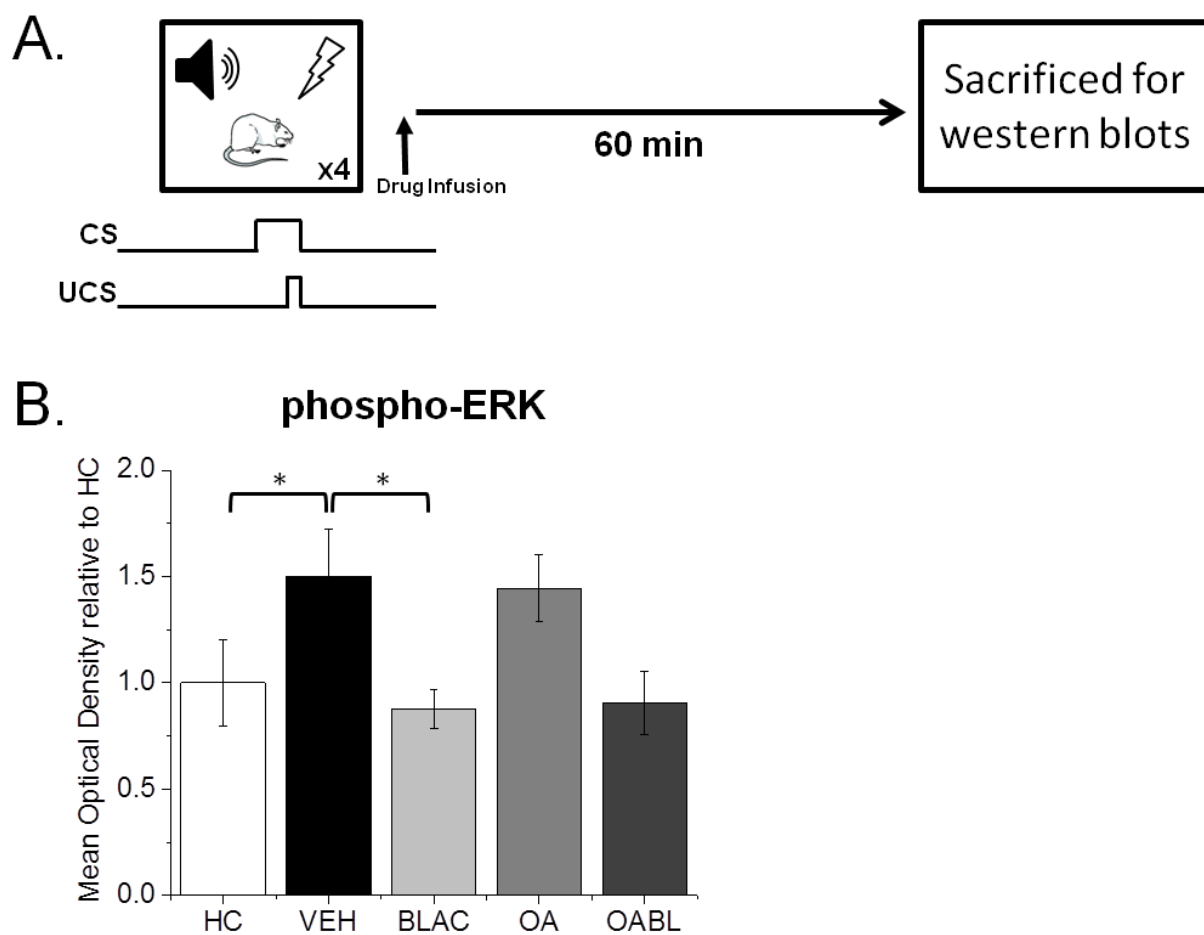 A.
x4
Drug Infusion
60 min
Sacrificed for
western blots
CS
UCS
B.
phospho-ERK
Mean Optical Density relative to HC
2.0
1.5
1.0
0.5
0.0
* *
HC VEH BLAC OA OABL